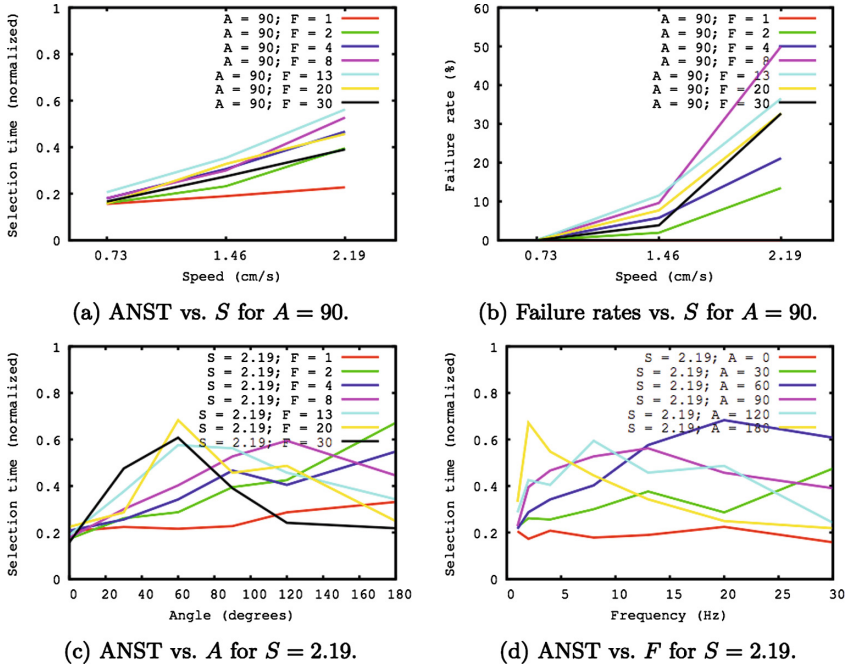 Selection time (normalized)
1
0.8
0.6
0.4
0.2
0
0.73
1.46
2.19
Speed (cm/s)
A = 90; F = 1
A = 90; F = 2
A = 90; F = 4
A = 90; F = 8
A = 90; F = 13
A = 90; F = 20
A = 90; F = 30
(a) ANST vs. S for A = 90.
Failure rate (%)
60
50
40
30
20
10
0
0.73
1.46
2.19
Speed (cm/s)
A = 90; F = 1
A = 90; F = 2
A = 90; F = 4
A = 90; F = 8
A = 90; F = 13
A = 90; F = 20
A = 90; F = 30
(b) Failure rates vs. S for A = 90.
Selection time (normalized)
1
0.8
0.6
0.4
0.2
0
0 20 40 60 80 100 120 140 160 180
Angle (degrees)
S = 2.19; F = 1
S = 2.19; F = 2
S = 2.19; F = 4
S = 2.19; F = 8
S = 2.19; F = 13
S = 2.19; F = 20
S = 2.19; F = 30
(c) ANST vs. A for S = 2.19.
Selection time (normalized)
1
0.8
0.6
0.4
0.2
0
0 5 10 15 20 25 30
Frequency (Hz)
S = 2.19; A = 0
S = 2.19; A = 30
S = 2.19; A = 60
S = 2.19; A = 90
S = 2.19; A = 120
S = 2.19; A = 180
(d) ANST vs. F for S = 2.19.